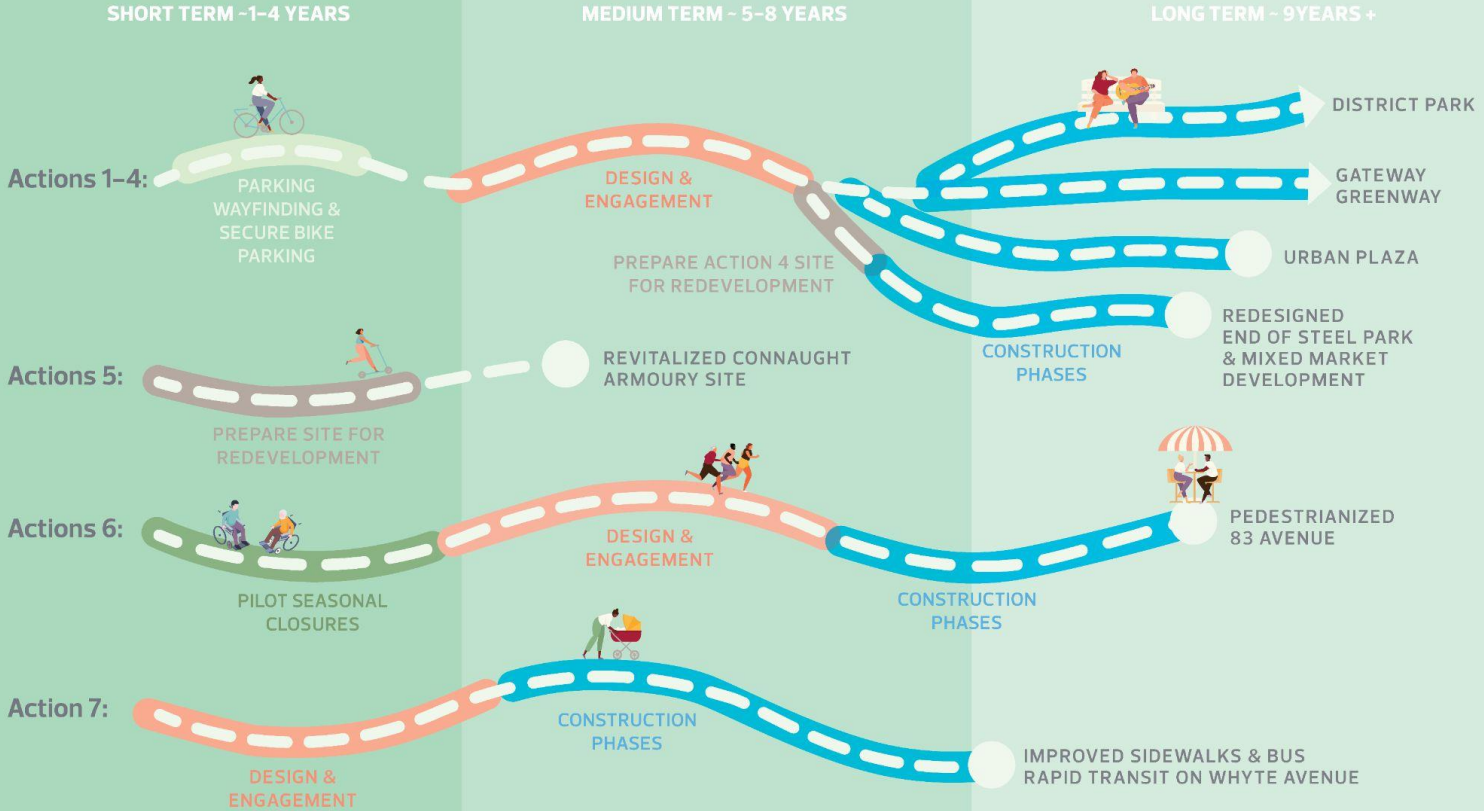 SHORT TERM ~1–4 YEARS
MEDIUM TERM ~ 5–8 YEARS
LONG TERM ~ 9YEARS +
Actions 1–4:
PARKING
WAYFINDING &
SECURE BIKE
PARKING
DESIGN &
ENGAGEMENT
PREPARE ACTION 4 SITE
FOR REDEVELOPMENT
CONSTRUCTION
PHASES
DISTRICT PARK
GATEWAY
GREENWAY
URBAN PLAZA
REDESIGNED
END OF STEEL PARK
& MIXED MARKET
DEVELOPMENT
Actions 5:
PREPARE SITE FOR
REDEVELOPMENT
REVITALIZED CONNAUGHT
ARMOURY SITE
Actions 6:
PILOT SEASONAL
CLOSURES
DESIGN &
ENGAGEMENT
CONSTRUCTION
PHASES
PEDESTRIANIZED
83 AVENUE
Action 7:
DESIGN &
ENGAGEMENT
CONSTRUCTION
PHASES
IMPROVED SIDEWALKS & BUS
RAPID TRANSIT ON WHYTE AVENUE